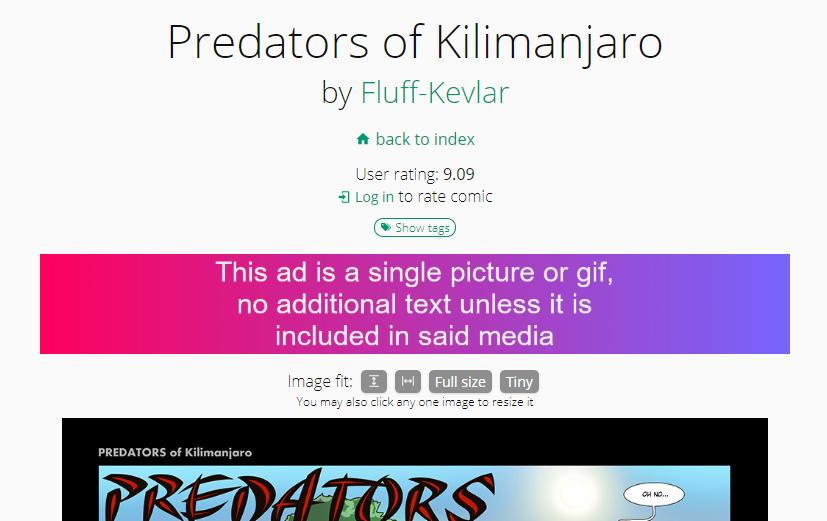 Predators of Kilimanjaro
by Fluff-Kevlar
back to index
User rating: 9.09
Log in to rate comic
Show tags
This ad is a single picture or gif,
no additional text unless it is
included in said media
Image fit: Full size Tiny
You may also click any one image to resize it
PREDATORS of Kilimanjaro
PREDATORS
OH NO...